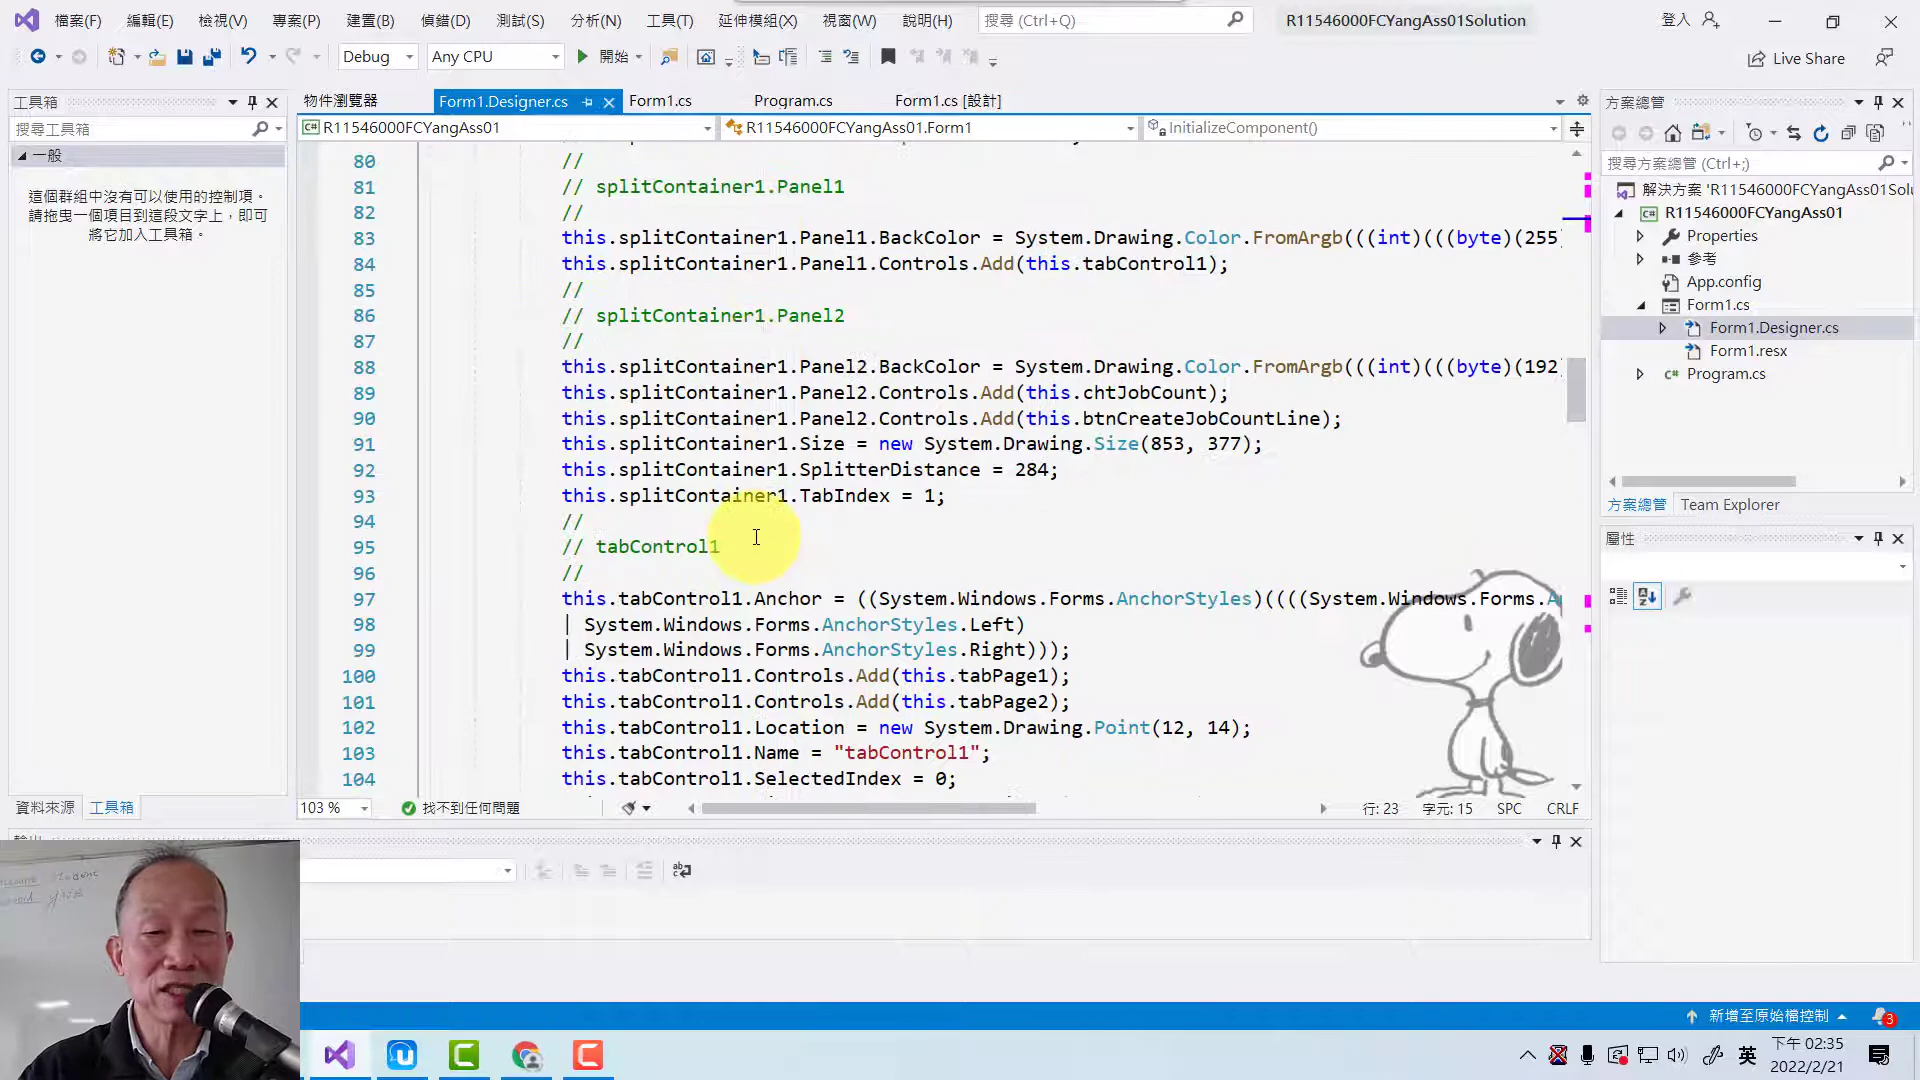 檔案(F) 編輯(E) 檢視(V) 專案(P) 建置(B) 偵錯(D) 測試(S) 分析(N) 工具(T) 延伸模組(X) 視窗(W) 說明(H) 搜尋 (Ctrl+Q) R11546000FCYangAss01Solution 登入
Debug Any CPU 開始 Live Share
工具箱
搜尋工具箱
一般
這個群組中沒有可以使用的控制項。
請拖曳一個項目到這段文字上，即可
將它加入工具箱。
資料來源 工具箱
物件瀏覽器 Form1.Designer.cs Form1.cs Program.cs Form1.cs [設計]
R11546000FCYangAss01 R11546000FCYangAss01.Form1 InitializeComponent()
80 //
81 // splitContainer1.Panel1
82 //
83 this.splitContainer1.Panel1.BackColor = System.Drawing.Color.FromArgb(((int)(((byte)(255)
84 this.splitContainer1.Panel1.Controls.Add(this.tabControl1);
85 //
86 // splitContainer1.Panel2
87 //
88 this.splitContainer1.Panel2.BackColor = System.Drawing.Color.FromArgb(((int)(((byte)(192
89 this.splitContainer1.Panel2.Controls.Add(this.chtJobCount);
90 this.splitContainer1.Panel2.Controls.Add(this.btnCreateJobCountLine);
91 this.splitContainer1.Size = new System.Drawing.Size(853, 377);
92 this.splitContainer1.SplitterDistance = 284;
93 this.splitContainer1.TabIndex = 1;
94 //
95 // tabControl1
96 //
97 this.tabControl1.Anchor = ((System.Windows.Forms.AnchorStyles)((((System.Windows.Forms.
98 | System.Windows.Forms.AnchorStyles.Left)
99 | System.Windows.Forms.AnchorStyles.Right)));
100 this.tabControl1.Controls.Add(this.tabPage1);
101 this.tabControl1.Controls.Add(this.tabPage2);
102 this.tabControl1.Location = new System.Drawing.Point(12, 14);
103 this.tabControl1.Name = "tabControl1";
104 this.tabControl1.SelectedIndex = 0;
103 % 找不到任何問題 行: 23 字元: 15 SPC CRLF
方案總管
搜尋方案總管 (Ctrl+;)
解決方案 'R11546000FCYangAss01Solu
R11546000FCYangAss01
Properties
參考
App.config
Form1.cs
Form1.Designer.cs
Form1.resx
Program.cs
方案總管 Team Explorer
屬性
新增至原始檔控制 3
英 下午 02:35
2022/2/21